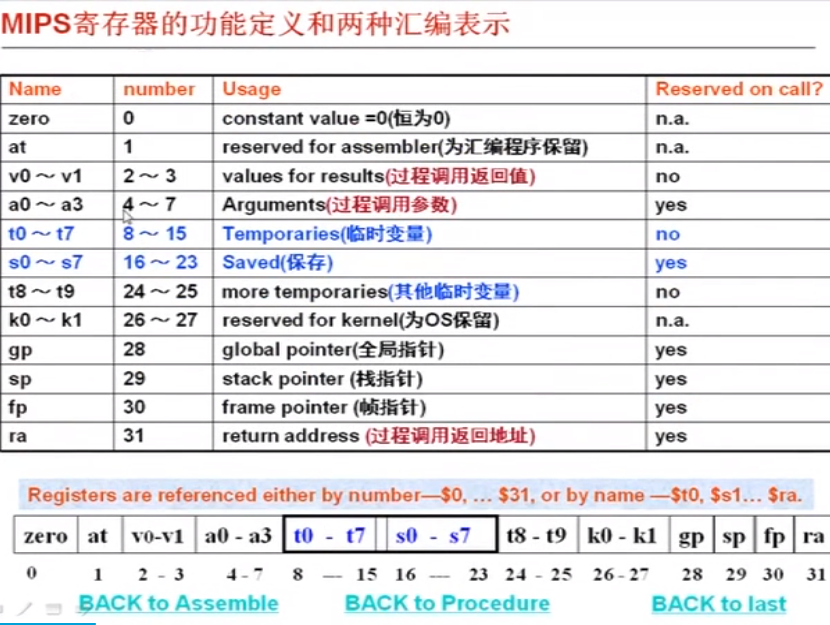 MIPS寄存器的功能定义和两种汇编表示
Name number Usage Reserved on call?
zero 0 constant value =0(恒为0) n.a.
at 1 reserved for assembler(为汇编程序保留) n.a.
v0～v1 2～3 values for results(过程调用返回值) no
a0～a3 4～7 Arguments(过程调用参数) yes
t0～t7 8～15 Temporaries(临时变量) no
s0～s7 16～23 Saved(保存) yes
t8～t9 24～25 more temporaries(其他临时变量) no
k0～k1 26～27 reserved for kernel(为OS保留) n.a.
gp 28 global pointer(全局指针) yes
sp 29 stack pointer (栈指针) yes
fp 30 frame pointer (帧指针) yes
ra 31 return address (过程调用返回地址) yes
Registers are referenced either by number—$0, … $31, or by name —$t0, $s1… $ra.
zero at v0-v1 a0 - a3 t0 - t7 s0 - s7 t8 - t9 k0 - k1 gp sp fp ra
0 1 2 - 3 4 - 7 8 — 15 16 — 23 24 - 25 26 - 27 28 29 30 31
BACK to Assemble BACK to Procedure BACK to last